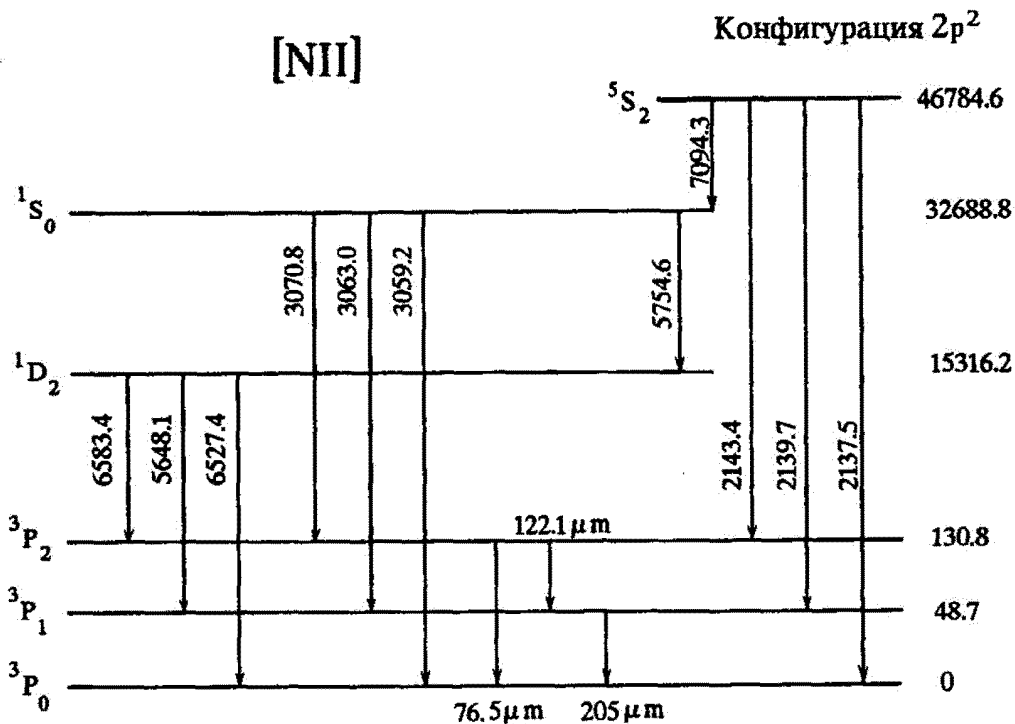 Конфигурация 2p²
[NII]
⁵S₂ 46784.6
7094.3
¹S₀ 32688.8
3070.8 3063.0 3059.2 5754.6
¹D₂ 15316.2
6583.4 5648.1 6527.4 2143.4 2139.7 2137.5
122.1 μm
³P₂ 130.8
³P₁ 48.7
³P₀ 0
76.5 μm 205 μm